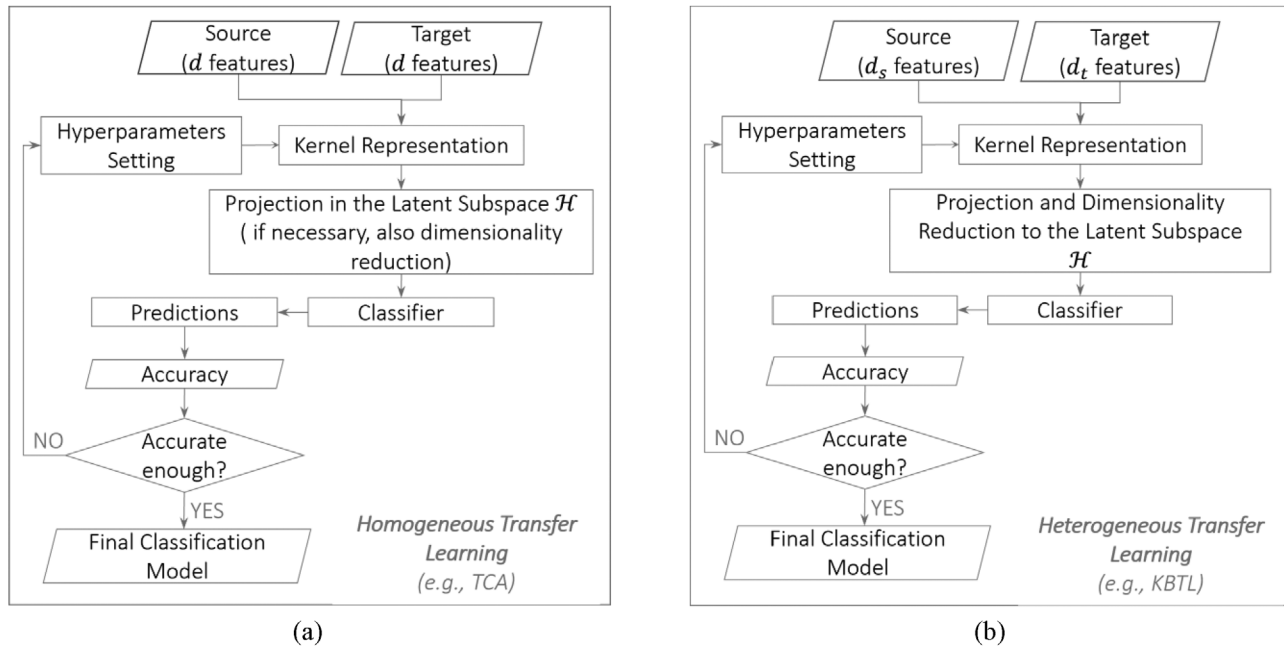 Source
(d features)
Target
(d features)
Hyperparameters
Setting
Kernel Representation
Projection in the Latent Subspace ℋ
( if necessary, also dimensionality
reduction)
Predictions
Classifier
Accuracy
NO
Accurate
enough?
YES
Final Classification
Model
Homogeneous Transfer
Learning
(e.g., TCA)
(a)
Source
(dₛ features)
Target
(dₜ features)
Hyperparameters
Setting
Kernel Representation
Projection and Dimensionality
Reduction to the Latent Subspace
ℋ
Predictions
Classifier
Accuracy
NO
Accurate
enough?
YES
Final Classification
Model
Heterogeneous Transfer
Learning
(e.g., KBTL)
(b)